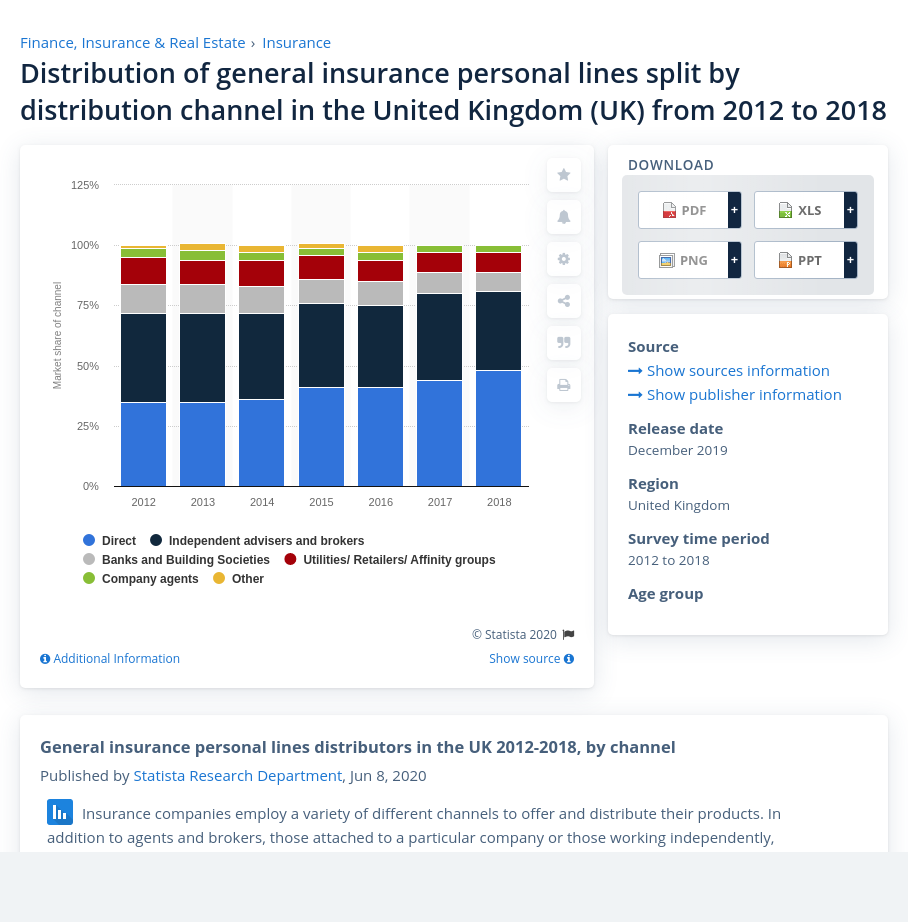 Finance, Insurance & Real Estate › Insurance
Distribution of general insurance personal lines split by
distribution channel in the United Kingdom (UK) from 2012 to 2018
Market share of channel
125%
100%
75%
50%
25%
0%
2012 2013 2014 2015 2016 2017 2018
Direct Independent advisers and brokers
Banks and Building Societies Utilities/ Retailers/ Affinity groups
Company agents Other
© Statista 2020
Additional Information Show source
DOWNLOAD
PDF + XLS +
PNG + PPT +
Source
Show sources information
Show publisher information
Release date
December 2019
Region
United Kingdom
Survey time period
2012 to 2018
Age group
General insurance personal lines distributors in the UK 2012-2018, by channel
Published by Statista Research Department, Jun 8, 2020
Insurance companies employ a variety of different channels to offer and distribute their products. In
addition to agents and brokers, those attached to a particular company or those working independently,